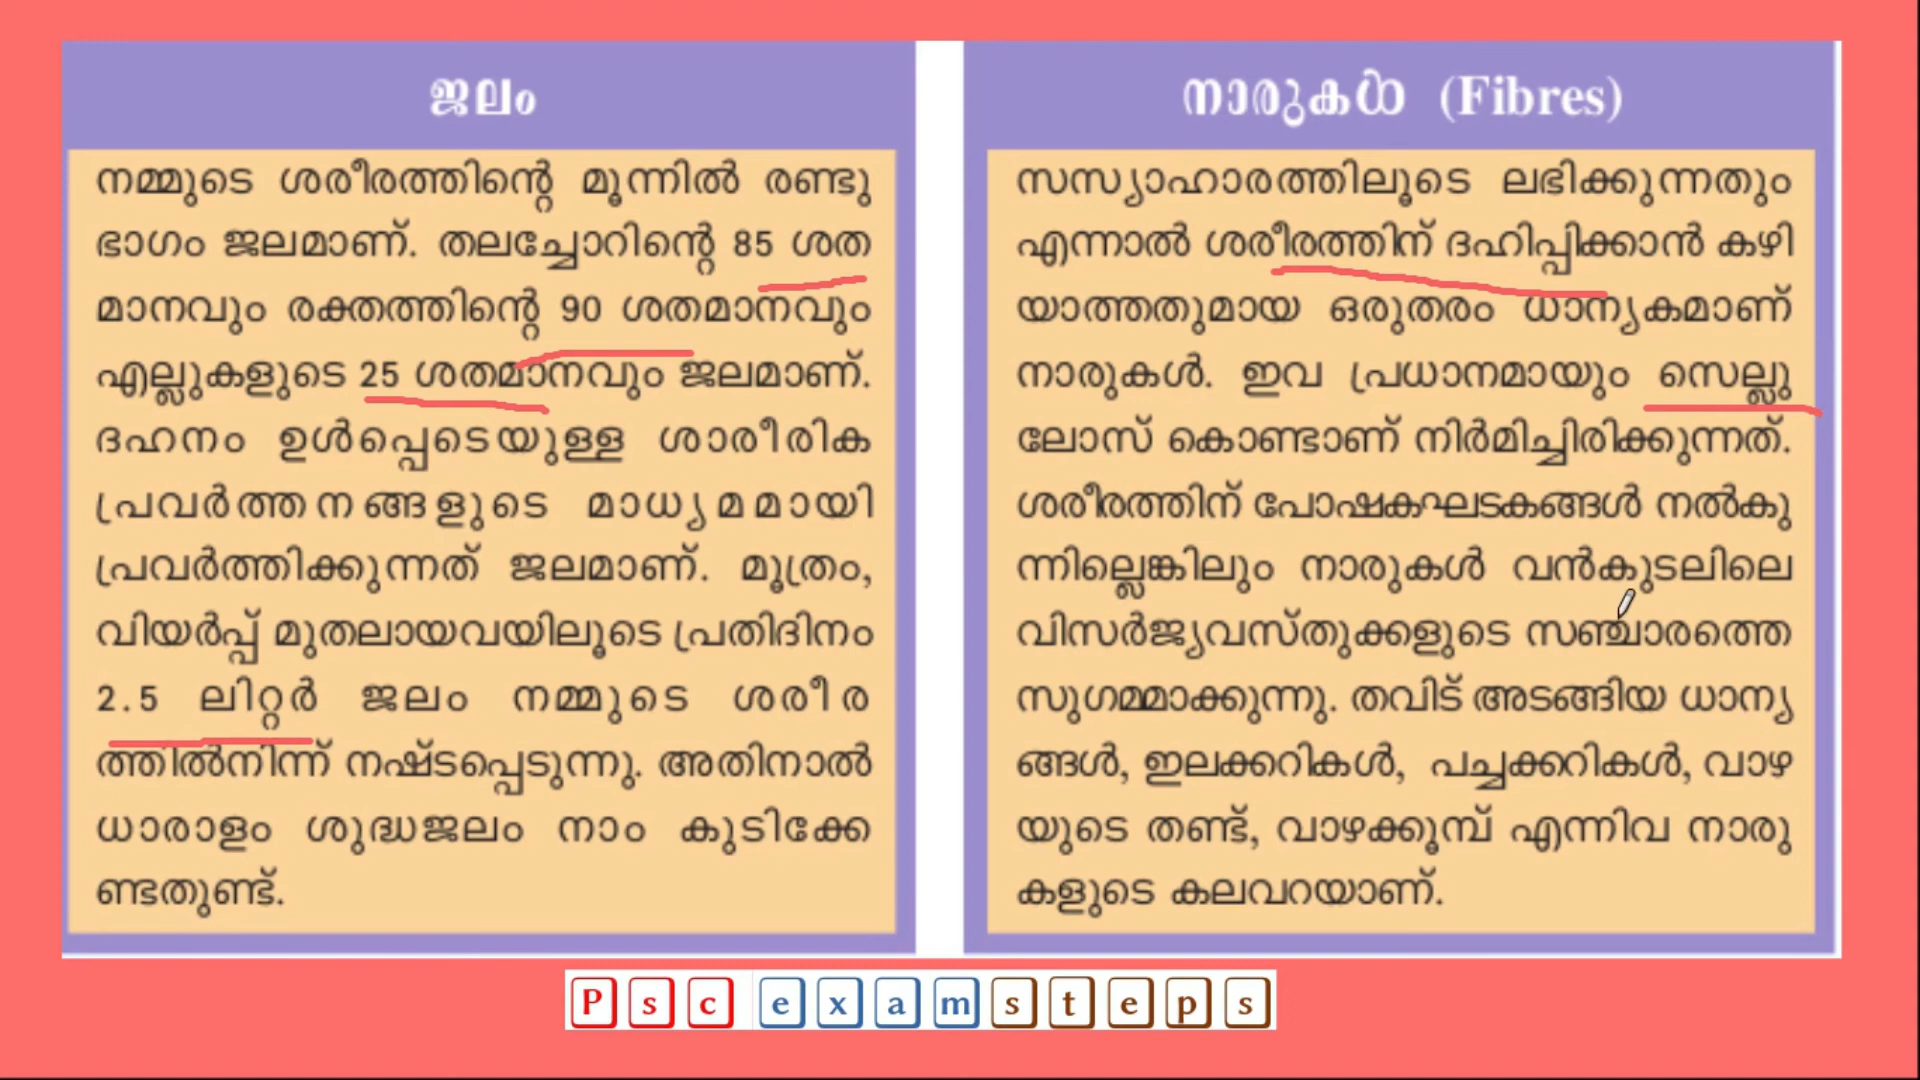 ജലം
നമ്മുടെ ശരീരത്തിന്റെ മൂന്നിൽ രണ്ടു
ഭാഗം ജലമാണ്. തലച്ചോറിന്റെ 85 ശത
മാനവും രക്തത്തിന്റെ 90 ശതമാനവും
എല്ലുകളുടെ 25 ശതമാനവും ജലമാണ്.
ദഹനം ഉൾപ്പെടെയുള്ള ശാരീരിക
പ്രവർത്തനങ്ങളുടെ മാധ്യമമായി
പ്രവർത്തിക്കുന്നത് ജലമാണ്. മൂത്രം,
വിയർപ്പ് മുതലായവയിലൂടെ പ്രതിദിനം
2.5 ലിറ്റർ ജലം നമ്മുടെ ശരീര
ത്തിൽനിന്ന് നഷ്ടപ്പെടുന്നു. അതിനാൽ
ധാരാളം ശുദ്ധജലം നാം കുടിക്കേ
ണ്ടതുണ്ട്.
നാരുകൾ (Fibres)
സസ്യാഹാരത്തിലൂടെ ലഭിക്കുന്നതും
എന്നാൽ ശരീരത്തിന് ദഹിപ്പിക്കാൻ കഴി
യാത്തതുമായ ഒരുതരം ധാന്യകമാണ്
നാരുകൾ. ഇവ പ്രധാനമായും സെല്ലു
ലോസ് കൊണ്ടാണ് നിർമിച്ചിരിക്കുന്നത്.
ശരീരത്തിന് പോഷകഘടകങ്ങൾ നൽകു
ന്നില്ലെങ്കിലും നാരുകൾ വൻകുടലിലെ
വിസർജ്യവസ്തുക്കളുടെ സഞ്ചാരത്തെ
സുഗമമാക്കുന്നു. തവിട് അടങ്ങിയ ധാന്യ
ങ്ങൾ, ഇലക്കറികൾ, പച്ചക്കറികൾ, വാഴ
യുടെ തണ്ട്, വാഴക്കൂമ്പ് എന്നിവ നാരു
കളുടെ കലവറയാണ്.
Psc examsteps